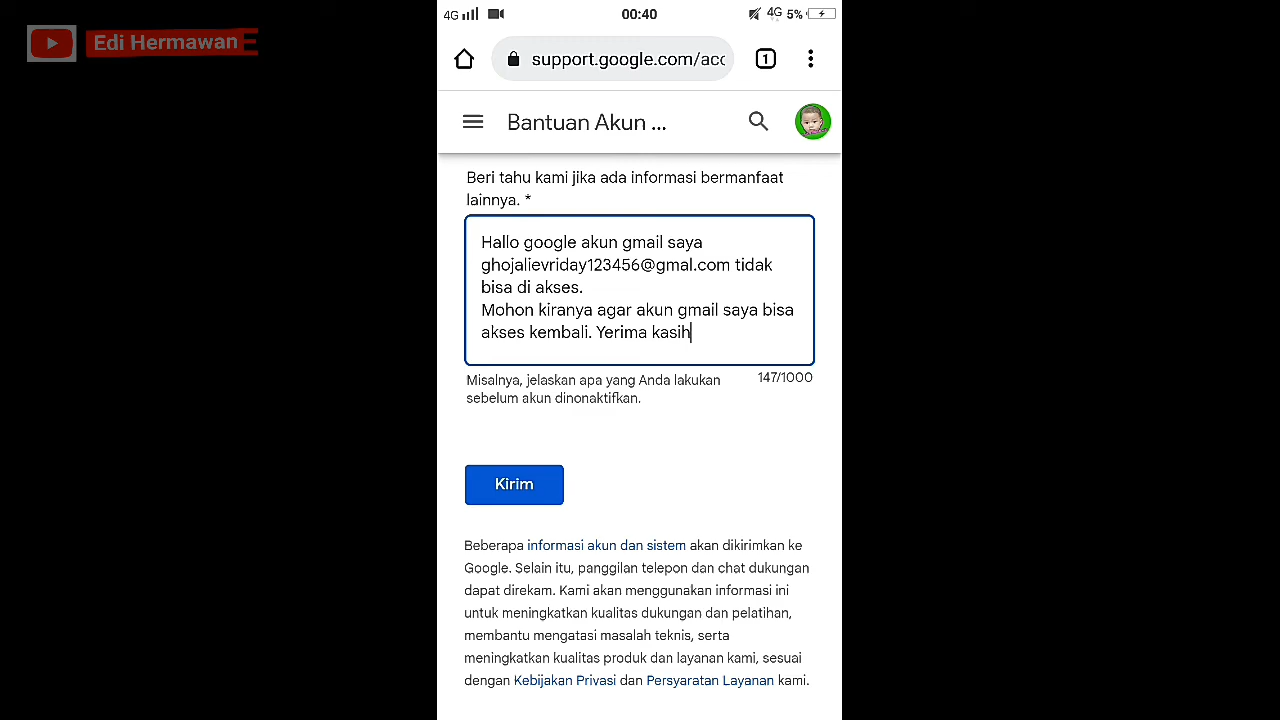 Edi Hermawan
4G 00:40 4G 5%
support.google.com/acc
1
Bantuan Akun ...
Beri tahu kami jika ada informasi bermanfaat
lainnya. *
Hallo google akun gmail saya
ghojalievriday123456@gmal.com tidak
bisa di akses.
Mohon kiranya agar akun gmail saya bisa
akses kembali. Yerima kasih
Misalnya, jelaskan apa yang Anda lakukan
sebelum akun dinonaktifkan.
147/1000
Kirim
Beberapa informasi akun dan sistem akan dikirimkan ke
Google. Selain itu, panggilan telepon dan chat dukungan
dapat direkam. Kami akan menggunakan informasi ini
untuk meningkatkan kualitas dukungan dan pelatihan,
membantu mengatasi masalah teknis, serta
meningkatkan kualitas produk dan layanan kami, sesuai
dengan Kebijakan Privasi dan Persyaratan Layanan kami.